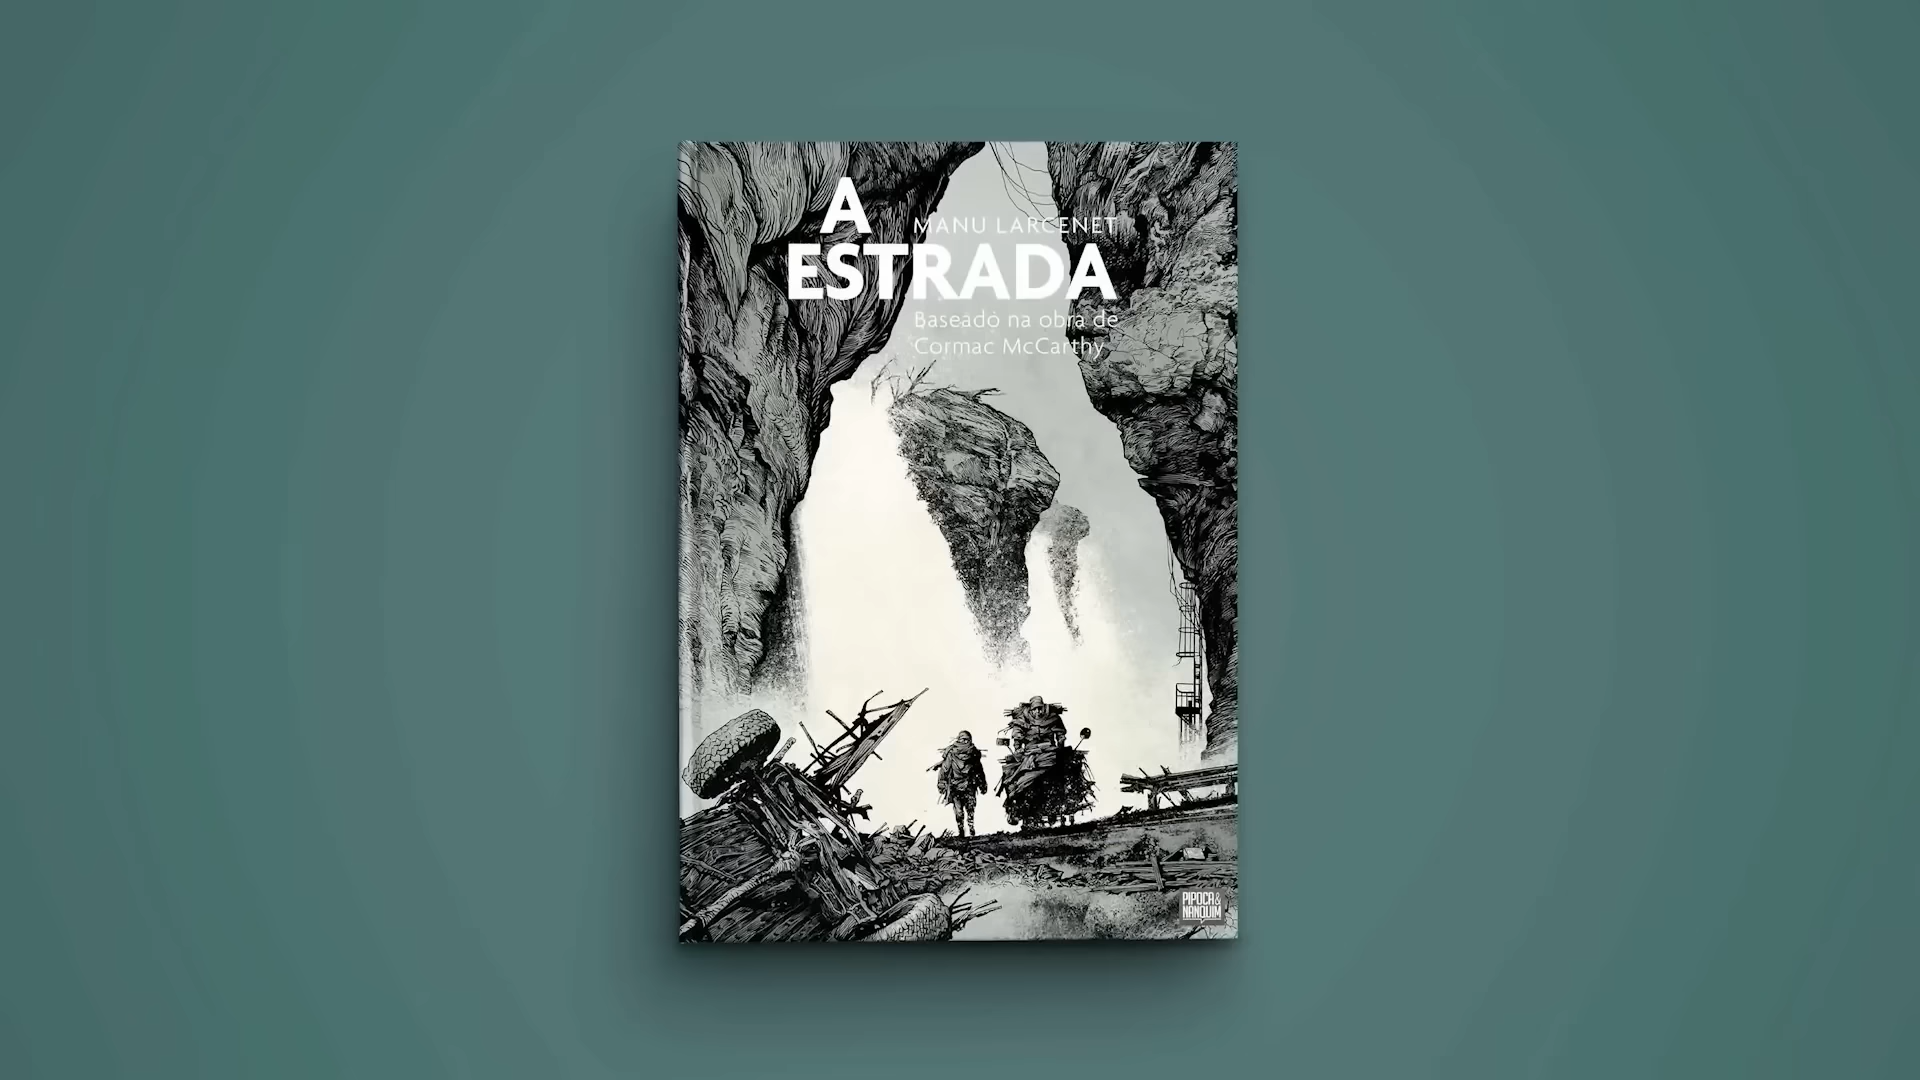 A
MANU LARCENET
ESTRADA
Baseado na obra de
Cormac McCarthy
PIPOCA &
NANQUIM